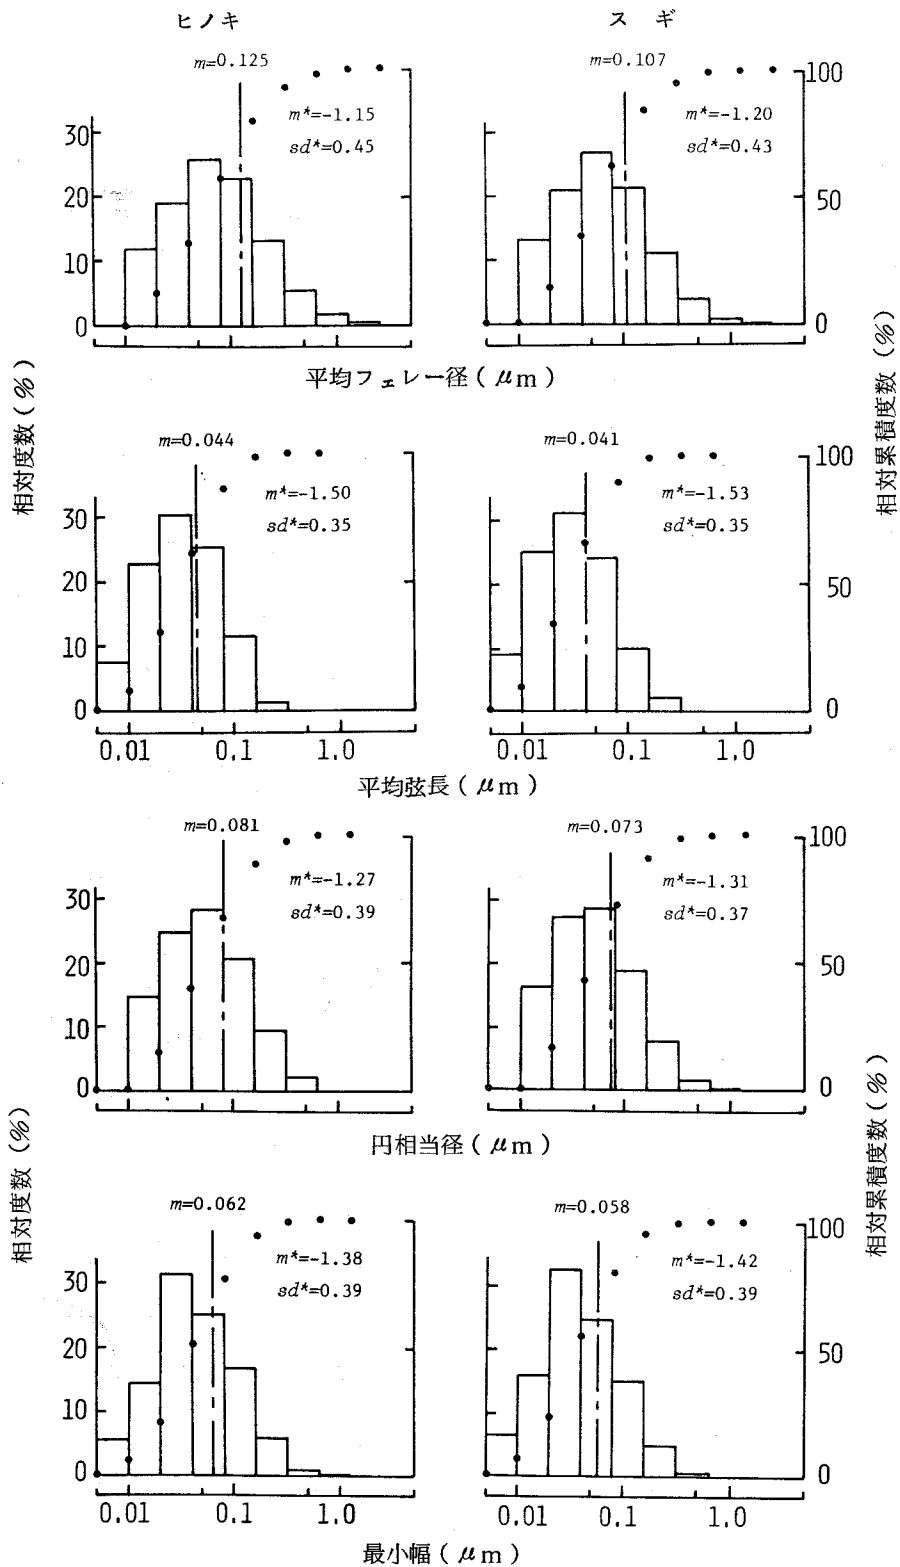 ヒノキ
スギ
m=0.125
m*=-1.15
sd*=0.45
30
20
10
0
m=0.107
m*=-1.20
sd*=0.43
100
50
0
平均フェレー径(μm)
相対度数(%)
相対累積度数(%)
m=0.044
m*=-1.50
sd*=0.35
30
20
10
0
0.01 0.1 1.0
m=0.041
m*=-1.53
sd*=0.35
100
50
0
0.01 0.1 1.0
平均弦長(μm)
m=0.081
m*=-1.27
sd*=0.39
30
20
10
0
m=0.073
m*=-1.31
sd*=0.37
100
50
0
円相当径(μm)
相対度数(%)
相対累積度数(%)
m=0.062
m*=-1.38
sd*=0.39
30
20
10
0
0.01 0.1 1.0
m=0.058
m*=-1.42
sd*=0.39
100
50
0
0.01 0.1 1.0
最小幅(μm)